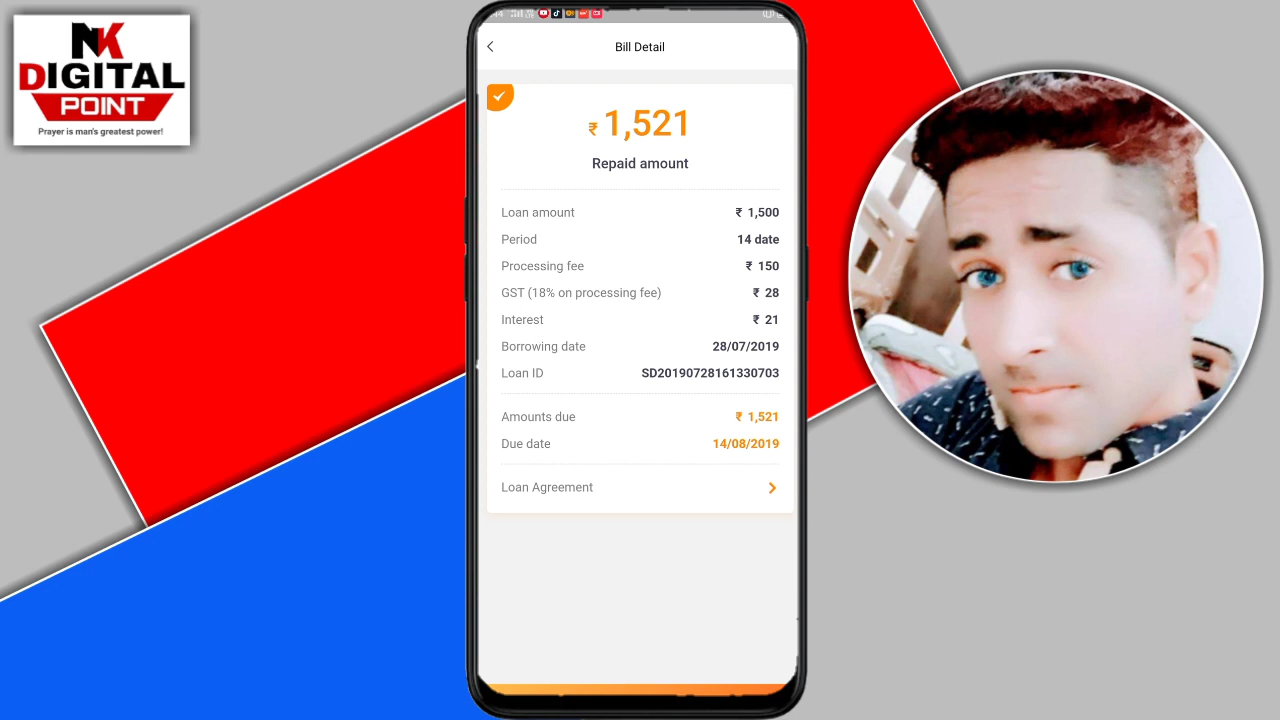 NK
DIGITAL
POINT
Prayer is man's greatest power!
Bill Detail
₹ 1,521
Repaid amount
Loan amount ₹ 1,500
Period 14 date
Processing fee ₹ 150
GST (18% on processing fee) ₹ 28
Interest ₹ 21
Borrowing date 28/07/2019
Loan ID SD20190728161330703
Amounts due ₹ 1,521
Due date 14/08/2019
Loan Agreement